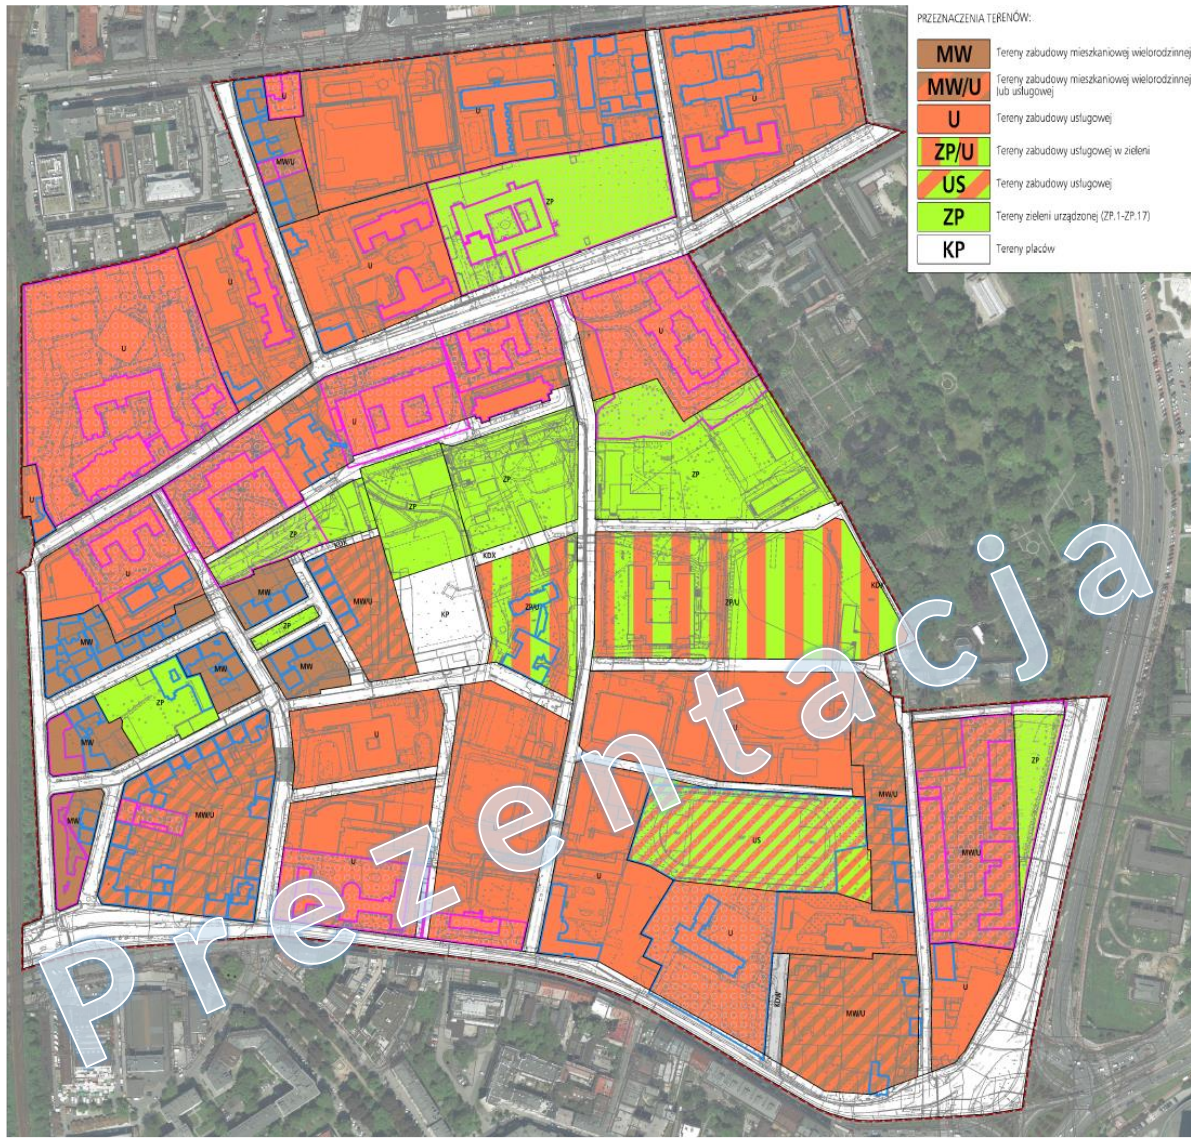 PRZEZNACZENIA TERENÓW:
MW Tereny zabudowy mieszkaniowej wielorodzinnej
MW/U Tereny zabudowy mieszkaniowej wielorodzinnej
lub usługowej
U Tereny zabudowy usługowej
ZP/U Tereny zabudowy usługowej w zieleni
US Tereny zabudowy usługowej
ZP Tereny zieleni urządzonej (ZP.1-ZP.17)
KP Tereny placów
U
U
U
MW/U
ZP
U
U
U
U
U
ZP
ZP
ZP
U
ZP
KDX
KDX
U
MW
MW/U
KP
ZP/U
ZP/U
KDX
ZP
MW
MW
MW
ZP
MW
U
U
ZP
MW/U
MW
MW/U
US
MW/U
U
U
U
KDW
MW/U
U
Prezentacja